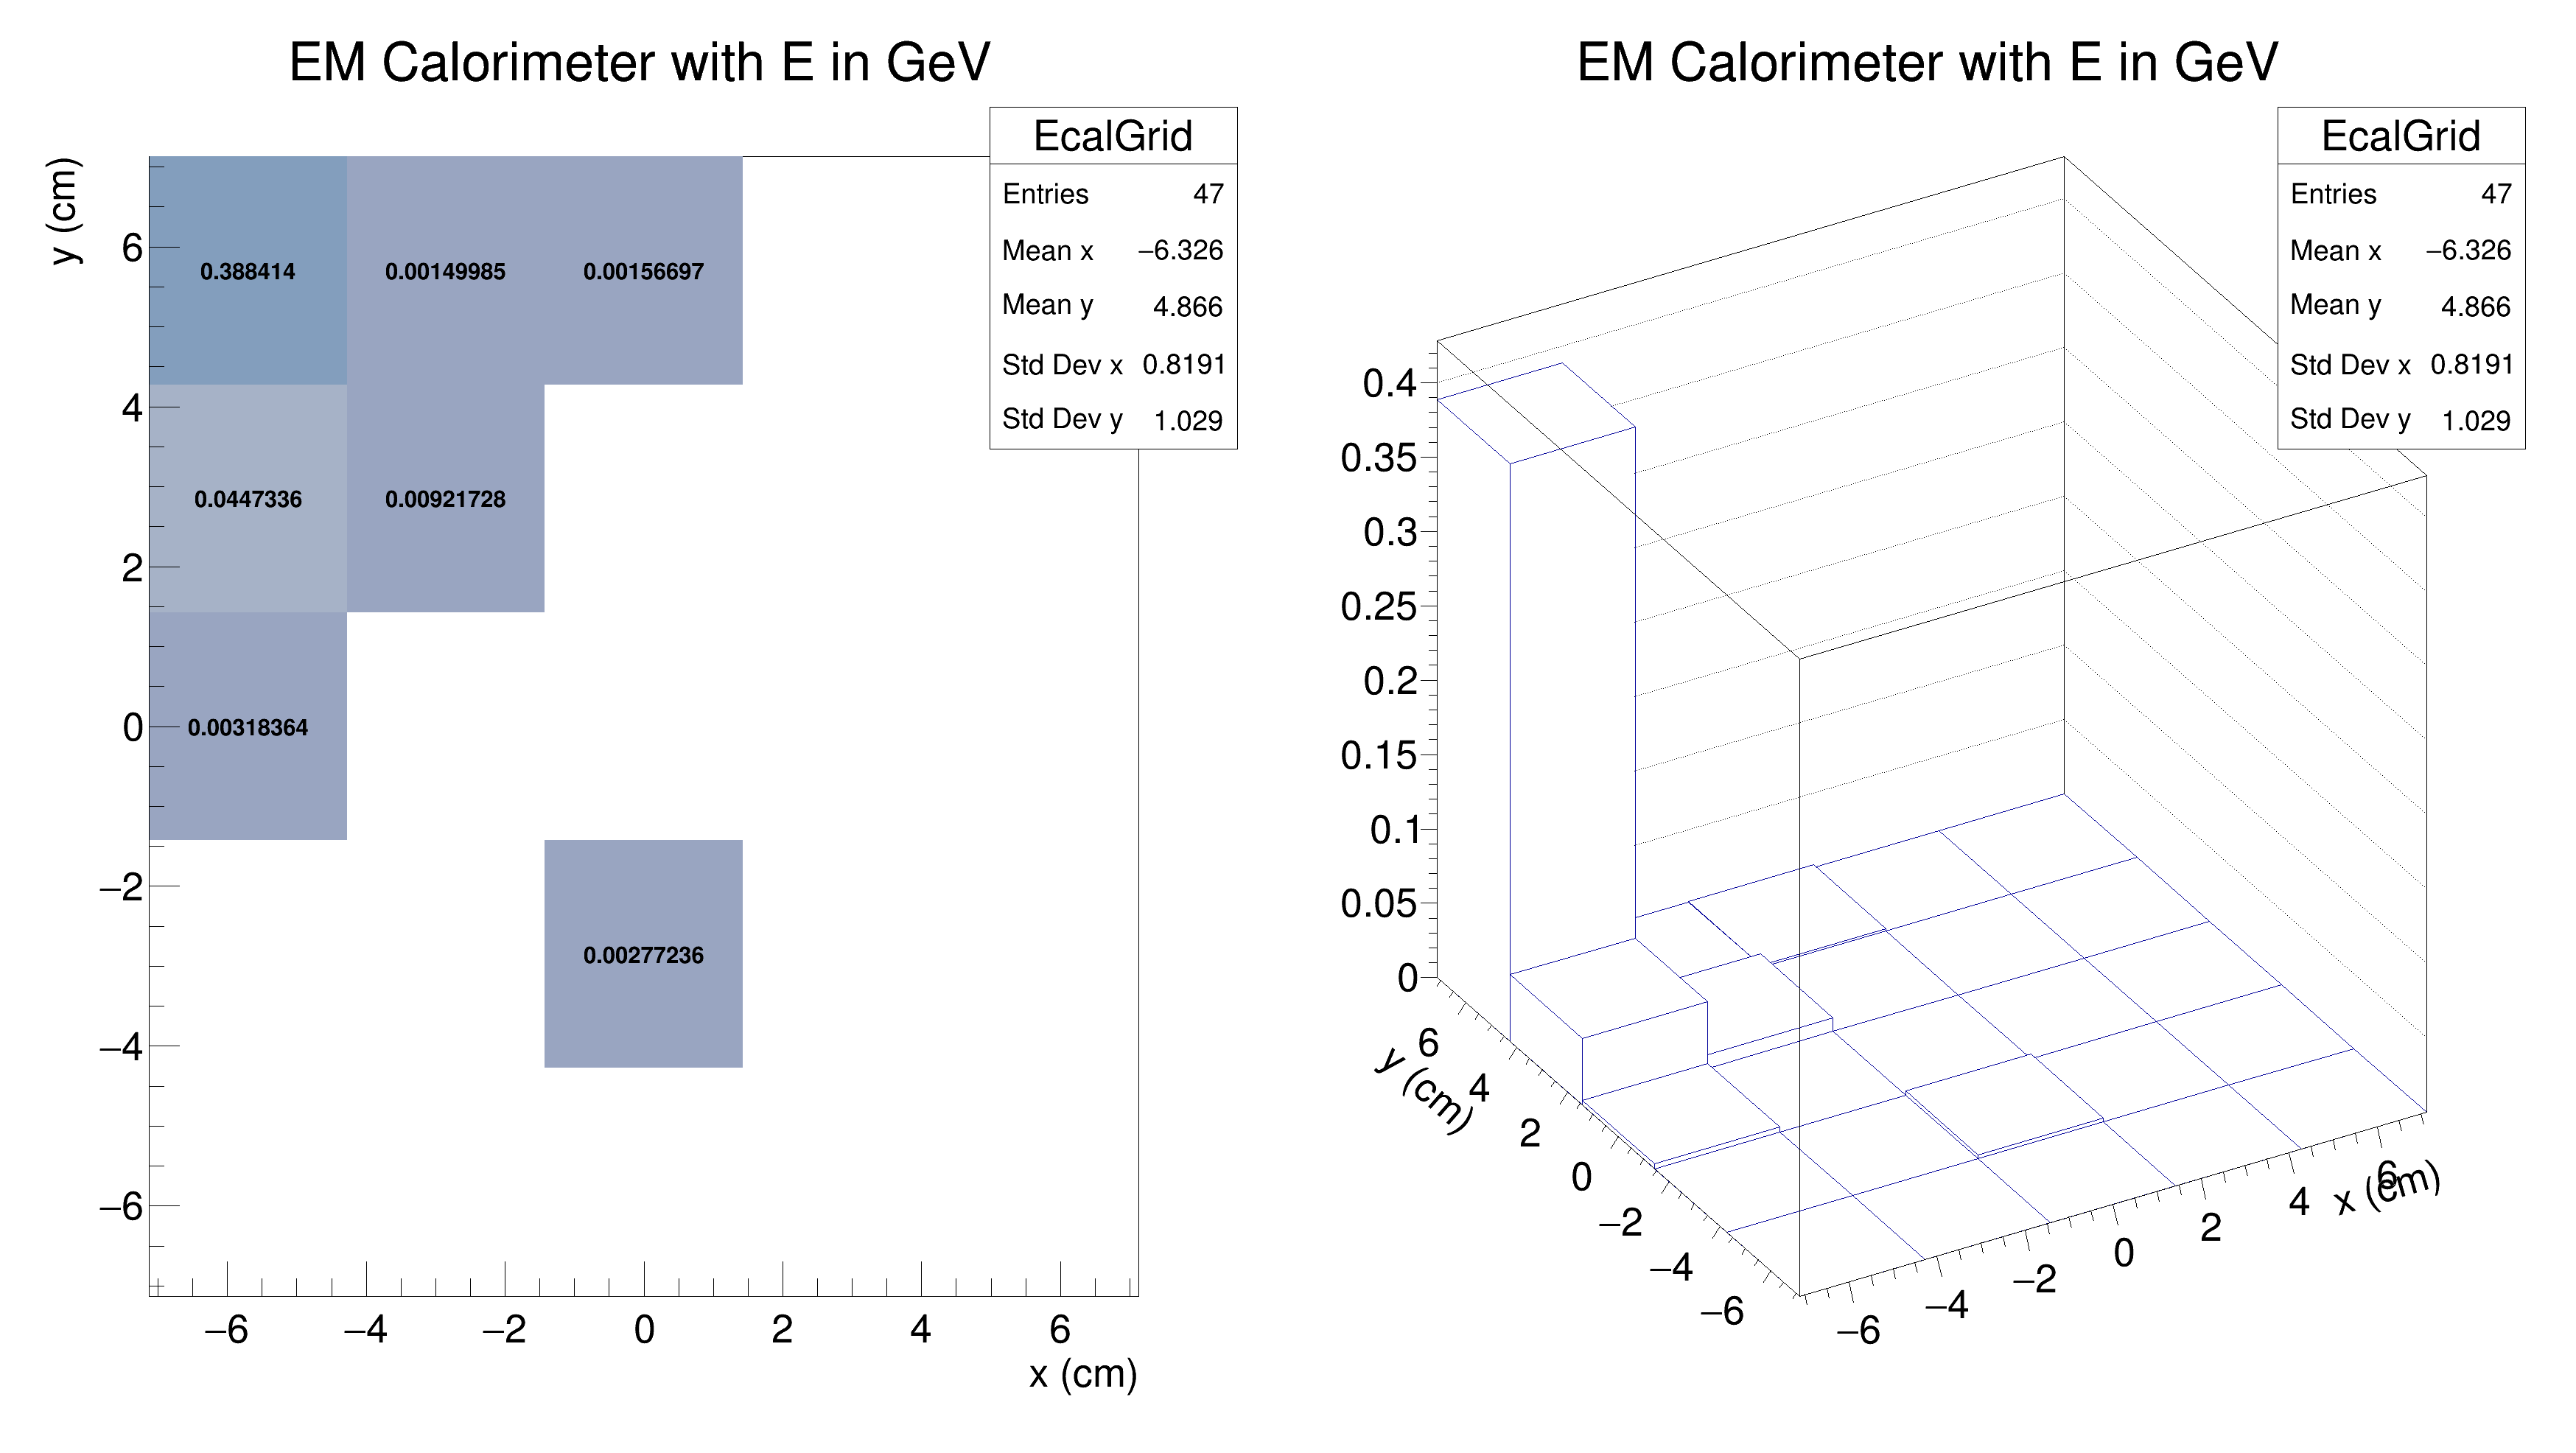 EM Calorimeter with E in GeV
EcalGrid
Entries 47
Mean x −6.326
Mean y 4.866
Std Dev x 0.8191
Std Dev y 1.029
y (cm)
6
4
2
0
−2
−4
−6
0.388414 0.00149985 0.00156697
0.0447336 0.00921728
0.00318364
0.00277236
−6 −4 −2 0 2 4 6
x (cm)
EM Calorimeter with E in GeV
EcalGrid
Entries 47
Mean x −6.326
Mean y 4.866
Std Dev x 0.8191
Std Dev y 1.029
0.4
0.35
0.3
0.25
0.2
0.15
0.1
0.05
0
6
4
2
0
−2
−4
−6
y (cm)
−6
−4
−2
0
2
4
6
x (cm)